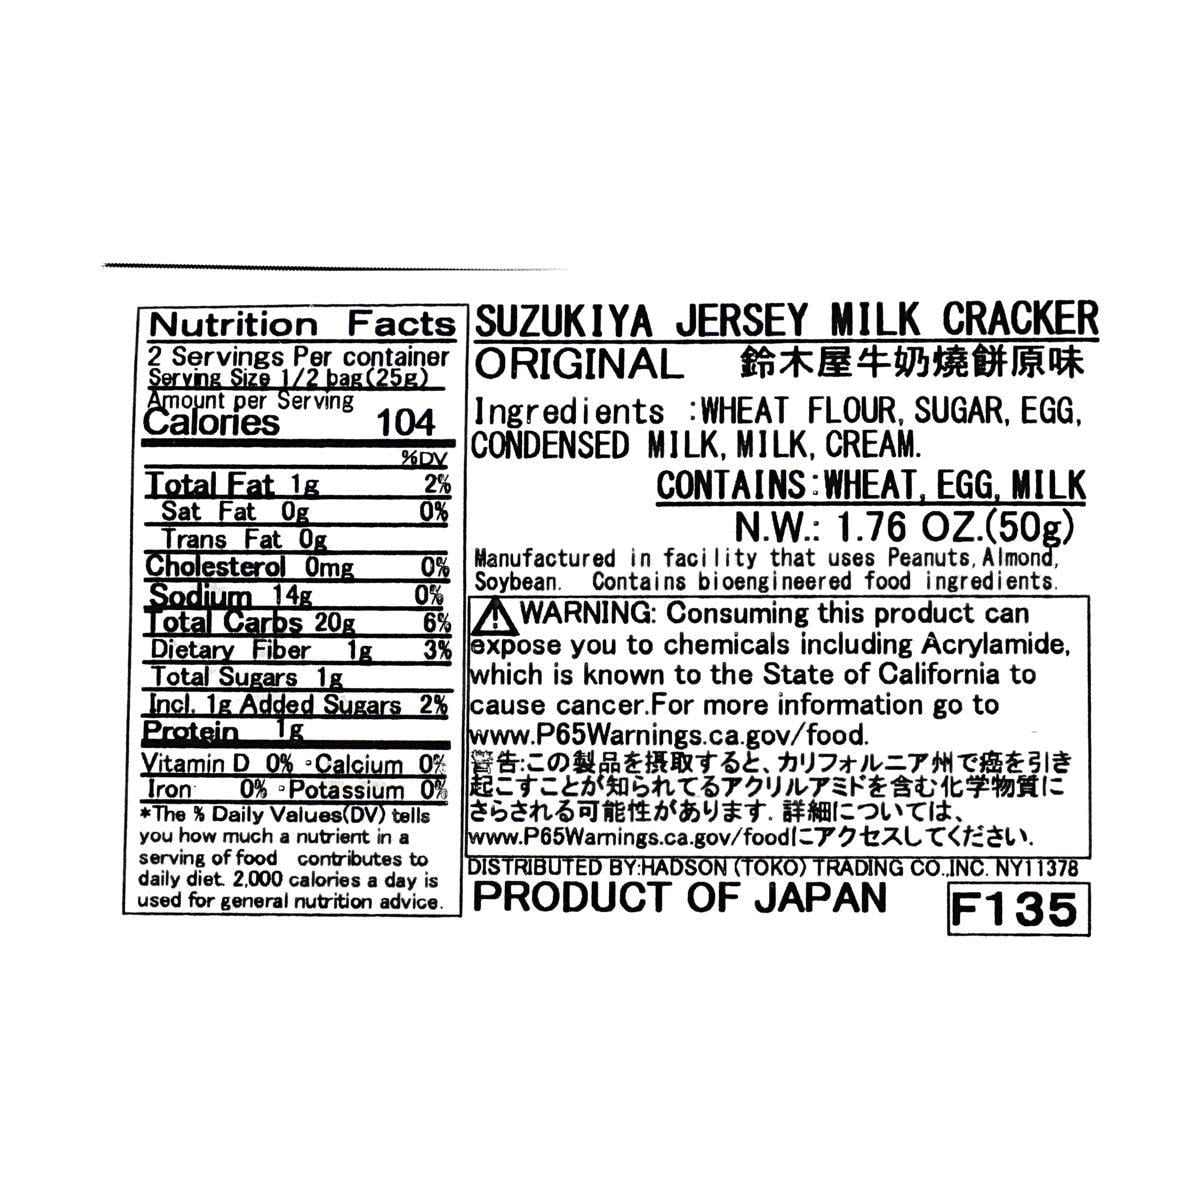 Nutrition Facts
2 Servings Per container
Serving Size 1/2 bag(25g)
Amount per Serving
Calories 104
%DV
Total Fat 1g 2%
Sat Fat 0g 0%
Trans Fat 0g
Cholesterol 0mg 0%
Sodium 14g 0%
Total Carbs 20g 6%
Dietary Fiber 1g 3%
Total Sugars 1g
Incl. 1g Added Sugars 2%
Protein 1g
Vitamin D 0% ▫Calcium 0%
Iron 0% ▫Potassium 0%
*The % Daily Values(DV) tells
you how much a nutrient in a
serving of food contributes to
daily diet. 2,000 calories a day is
used for general nutrition advice.
SUZUKIYA JERSEY MILK CRACKER
ORIGINAL 鈴木屋牛奶燒餅原味
Ingredients :WHEAT FLOUR, SUGAR, EGG,
CONDENSED MILK, MILK, CREAM.
CONTAINS:WHEAT, EGG, MILK
N.W.: 1.76 OZ.(50g)
Manufactured in facility that uses Peanuts, Almond,
Soybean. Contains bioengineered food ingredients.
⚠WARNING: Consuming this product can
expose you to chemicals including Acrylamide,
which is known to the State of California to
cause cancer.For more information go to
www.P65Warnings.ca.gov/food.
警告:この製品を摂取すると、カリフォルニア州で癌を引き
起こすことが知られてるアクリルアミドを含む化学物質に
さらされる可能性があります. 詳細については、
www.P65Warnings.ca.gov/foodにアクセスしてください.
DISTRIBUTED BY:HADSON (TOKO) TRADING CO.,INC. NY11378
PRODUCT OF JAPAN
F135